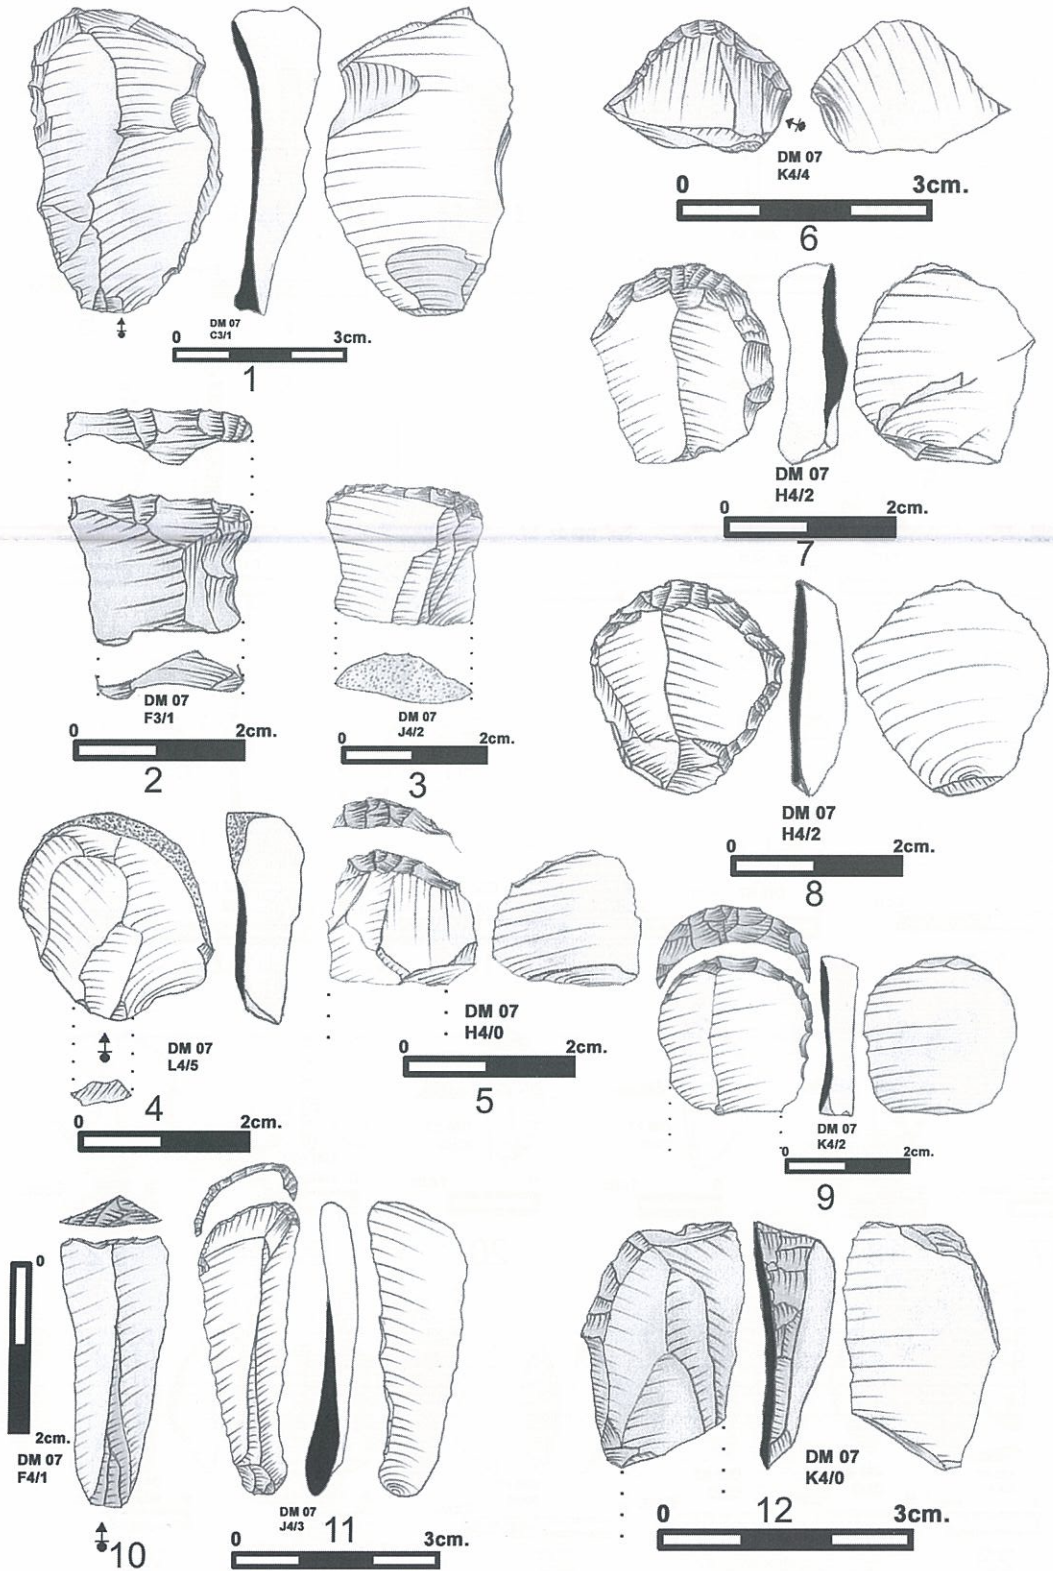 DM 07
C3/1
0 3cm.
1
DM 07
K4/4
0 3cm.
6
DM 07
H4/2
0 2cm.
7
DM 07
F3/1
0 2cm.
2
DM 07
J4/2
0 2cm.
3
DM 07
H4/2
0 2cm.
8
DM 07
L4/5
4
0 2cm.
DM 07
H4/0
0 2cm.
5
DM 07
K4/2
0 2cm.
9
0
2cm.
DM 07
F4/1
10
DM 07
J4/3
11
0 3cm.
DM 07
K4/0
12
0 3cm.